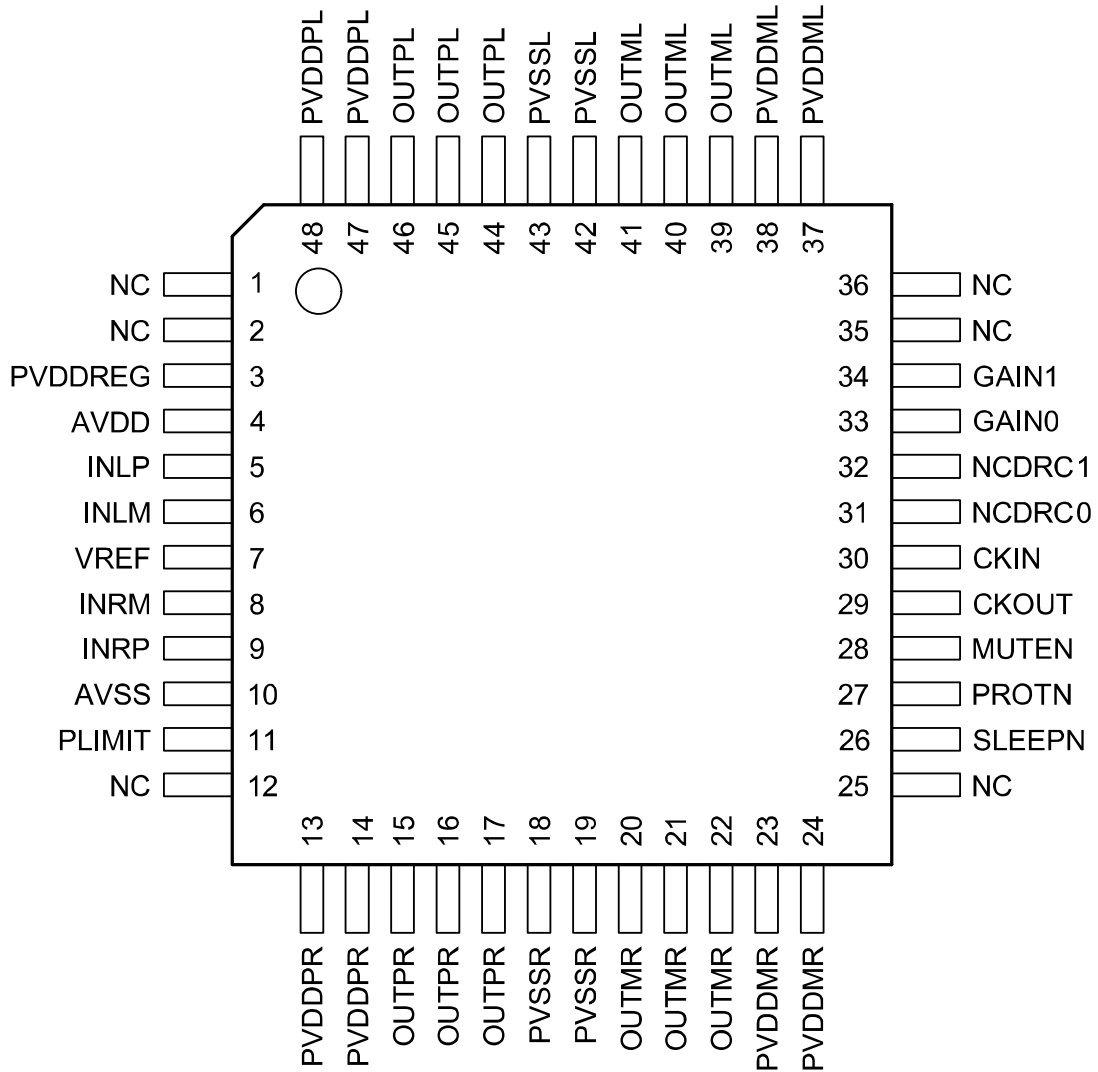 PVDDPL
PVDDPL
OUTPL
OUTPL
OUTPL
PVSSL
PVSSL
OUTML
OUTML
OUTML
PVDDML
PVDDML
48
47
46
45
44
43
42
41
40
39
38
37
NC 1
NC 2
PVDDREG 3
AVDD 4
INLP 5
INLM 6
VREF 7
INRM 8
INRP 9
AVSS 10
PLIMIT 11
NC 12
36 NC
35 NC
34 GAIN1
33 GAIN0
32 NCDRC1
31 NCDRC0
30 CKIN
29 CKOUT
28 MUTEN
27 PROTN
26 SLEEPN
25 NC
13
14
15
16
17
18
19
20
21
22
23
24
PVDDPR
PVDDPR
OUTPR
OUTPR
OUTPR
PVSSR
PVSSR
OUTMR
OUTMR
OUTMR
PVDDMR
PVDDMR